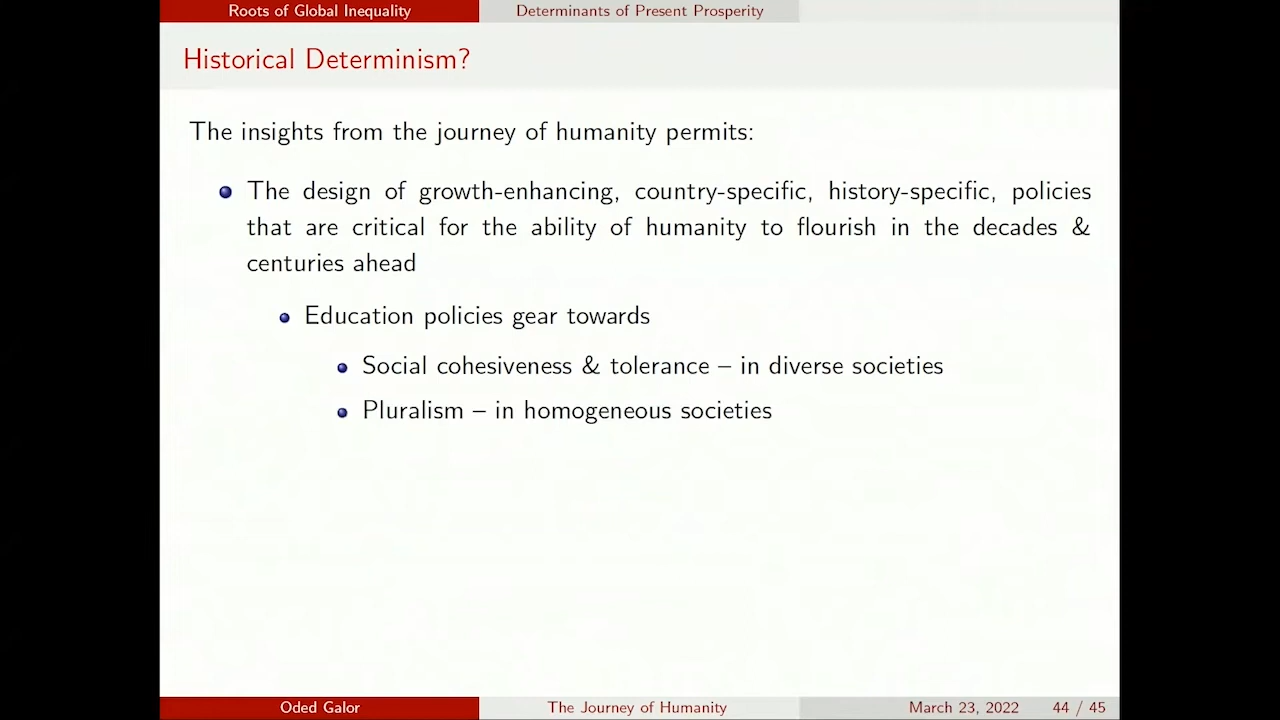 Roots of Global Inequality
Determinants of Present Prosperity
Historical Determinism?
The insights from the journey of humanity permits:
The design of growth-enhancing, country-specific, history-specific, policies
that are critical for the ability of humanity to flourish in the decades &
centuries ahead
Education policies gear towards
Social cohesiveness & tolerance – in diverse societies
Pluralism – in homogeneous societies
Oded Galor
The Journey of Humanity
March 23, 2022
44 / 45